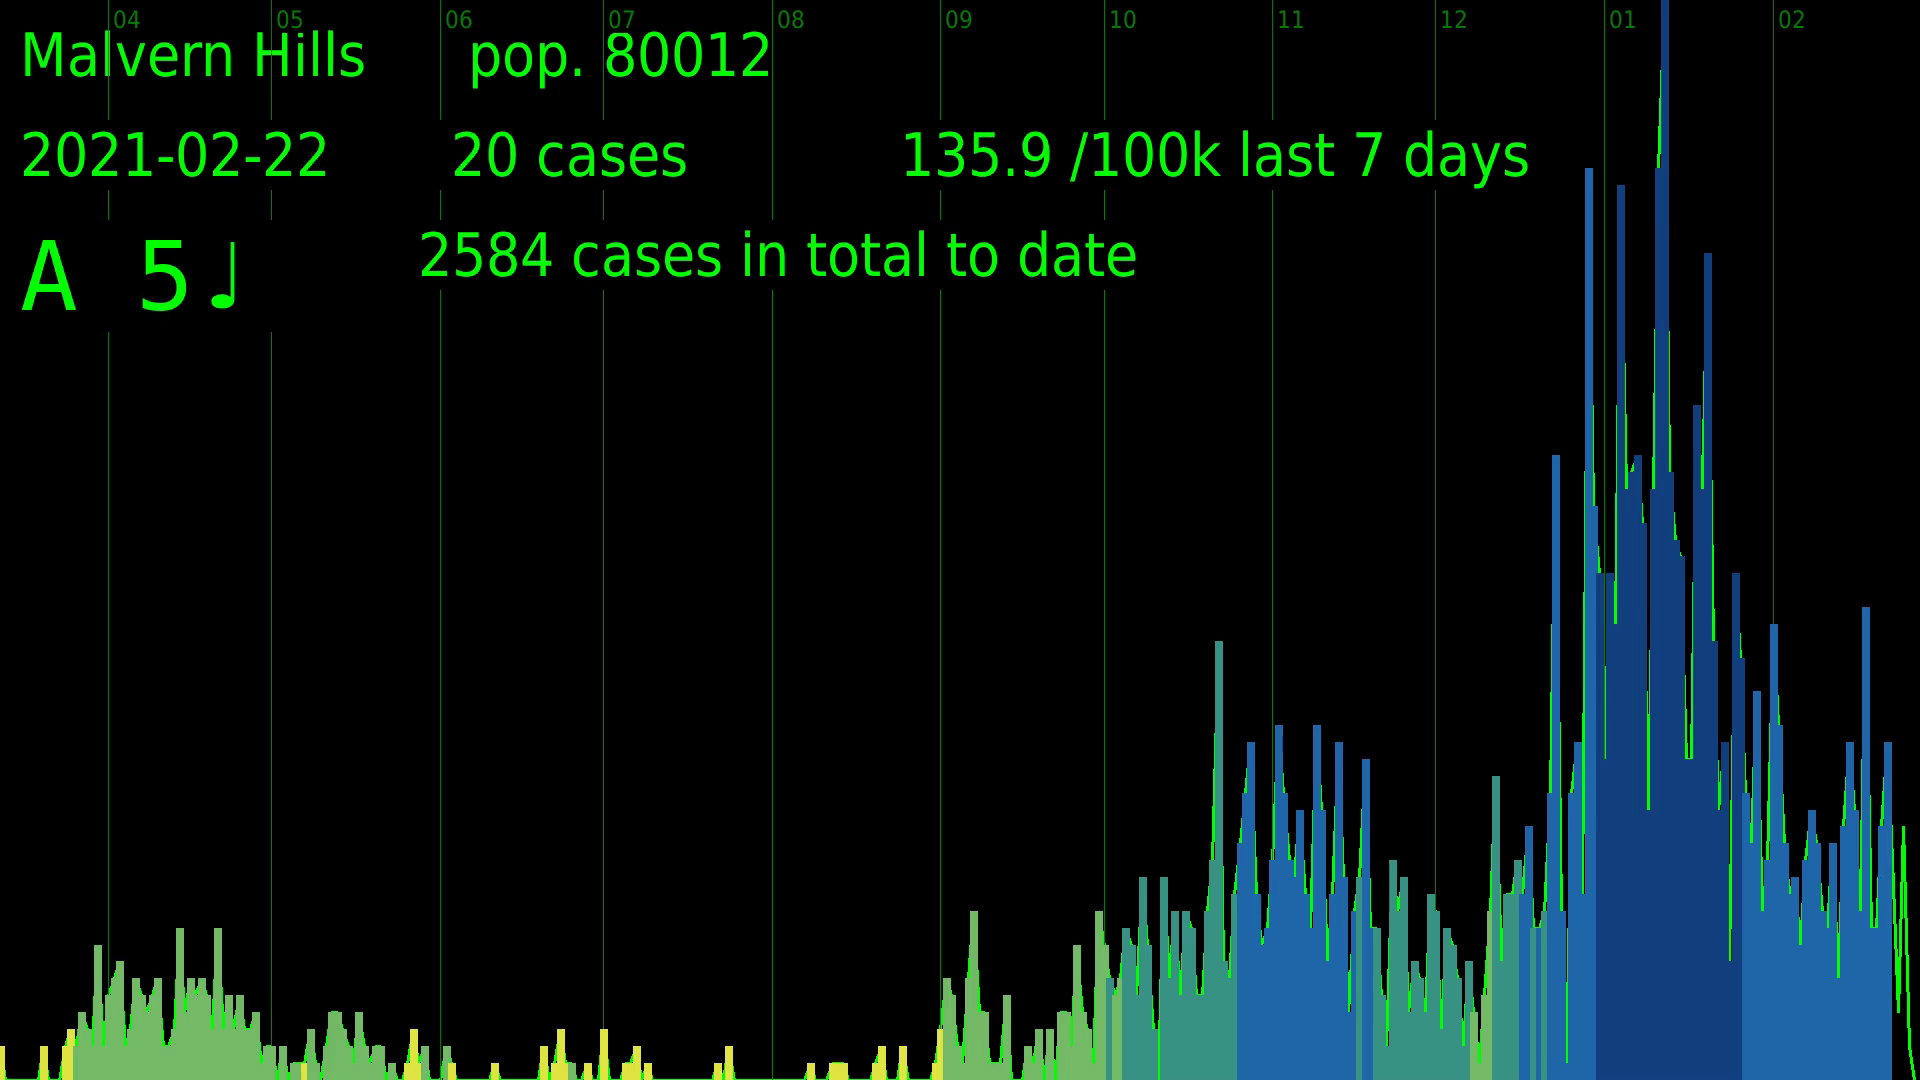 04 05 06 07 08 09 10 11 12 01 02
Malvern Hills pop. 80012
2021-02-22 20 cases 135.9 /100k last 7 days
A 5♩ 2584 cases in total to date